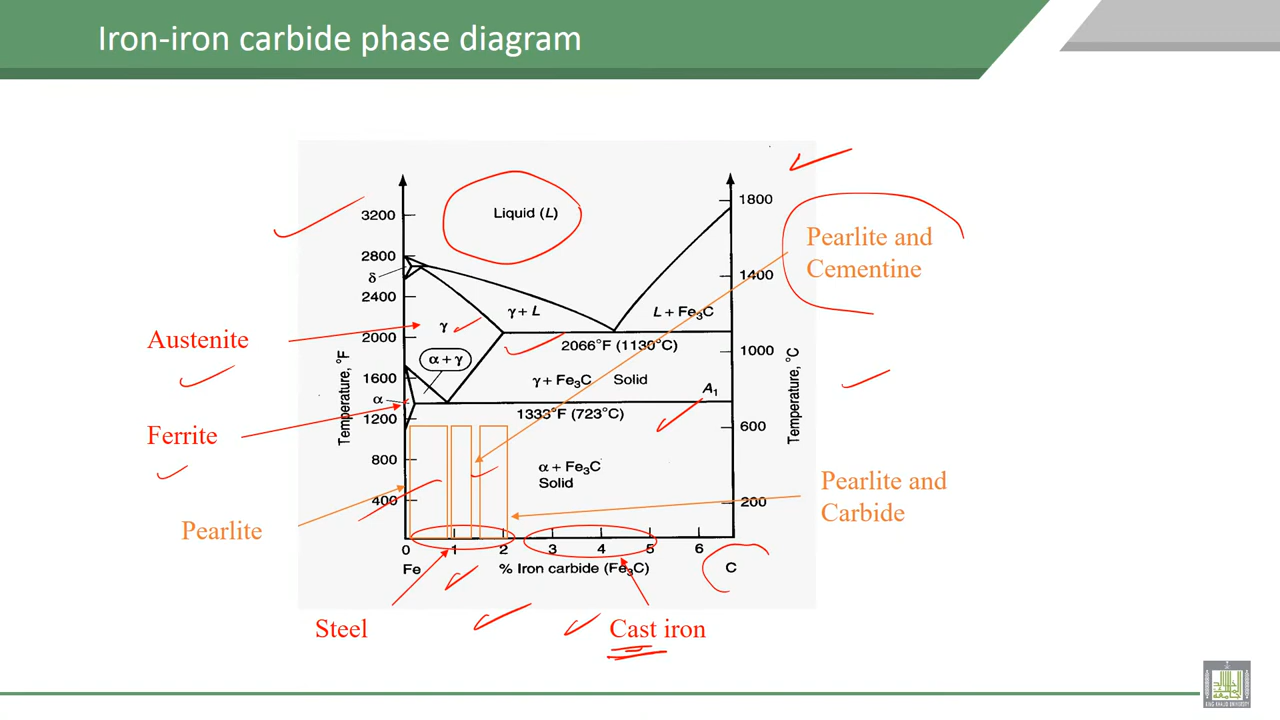 Iron-iron carbide phase diagram
Liquid (L)
3200
2800
δ
2400
γ
2000
α + γ
1600
α
1200
800
400
Temperature, °F
γ + L
L + Fe3C
2066°F (1130°C)
γ + Fe3C Solid
A1
1333°F (723°C)
α + Fe3C
Solid
1800
1400
1000
600
200
Temperature, °C
0 1 2 3 4 5 6
Fe % Iron carbide (Fe3C) C
Austenite
Ferrite
Pearlite
Pearlite and
Cementine
Pearlite and
Carbide
Steel
Cast iron